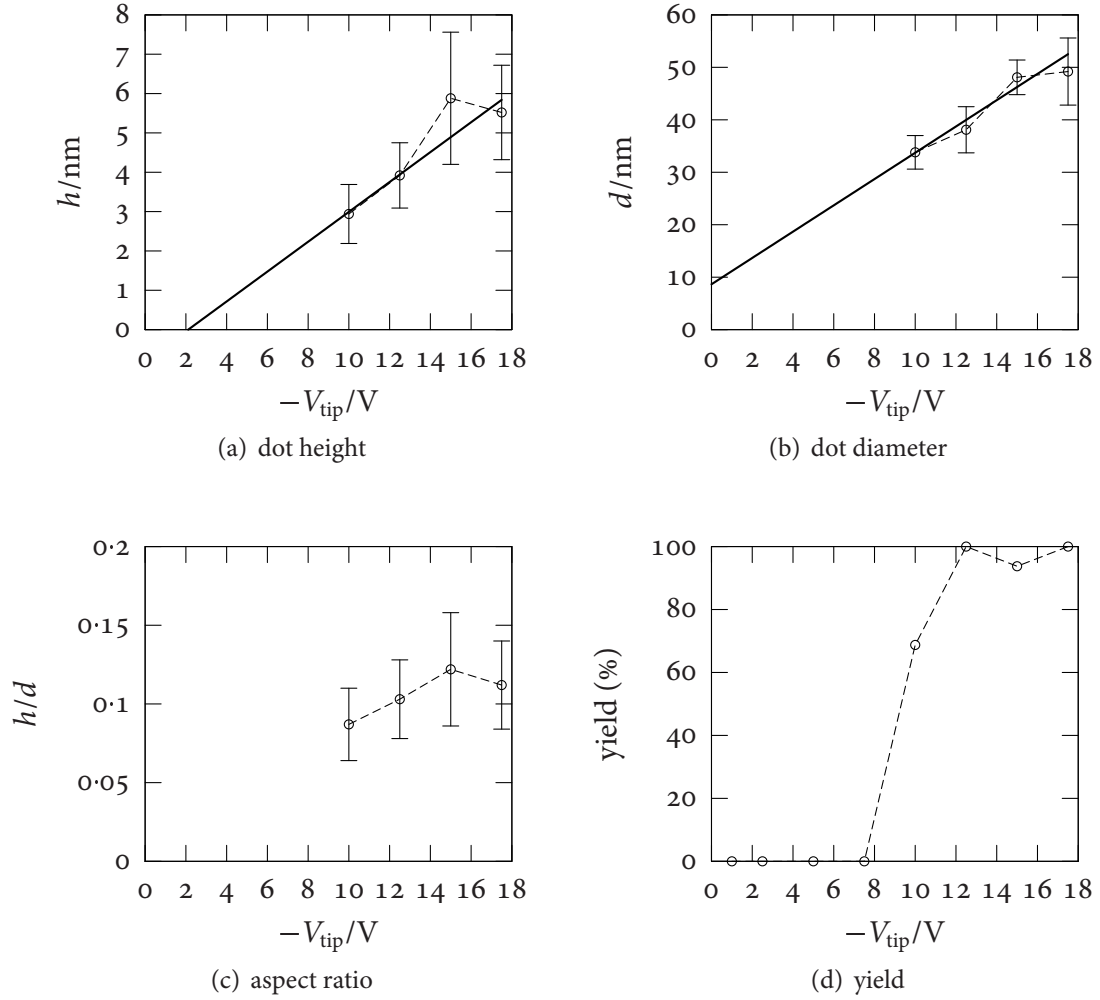 8
7
6
5
4
3
2
1
0
h/nm
0 2 4 6 8 10 12 14 16 18
−V_tip/V
(a) dot height
60
50
40
30
20
10
0
d/nm
0 2 4 6 8 10 12 14 16 18
−V_tip/V
(b) dot diameter
0·2
0·15
0·1
0·05
0
h/d
0 2 4 6 8 10 12 14 16 18
−V_tip/V
(c) aspect ratio
100
80
60
40
20
0
yield (%)
0 2 4 6 8 10 12 14 16 18
−V_tip/V
(d) yield